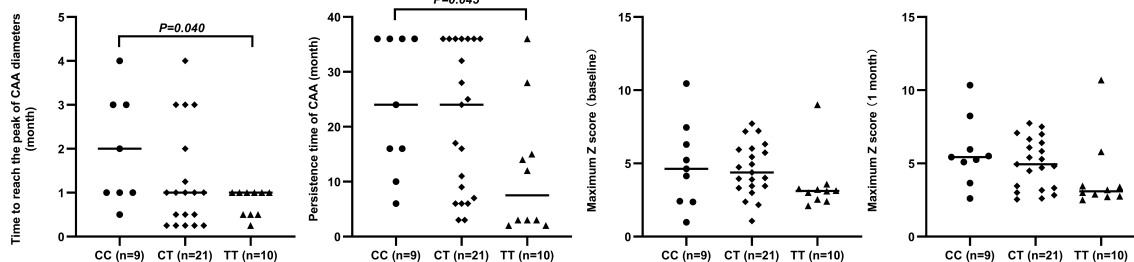 Time to reach the peak of CAA diameters
(month)
5
4
3
2
1
0
P=0.040
CC (n=9)
CT (n=21)
TT (n=10)
Persistence time of CAA (month)
40
30
20
10
0
P=0.045
CC (n=9)
CT (n=21)
TT (n=10)
Maximum Z score（baseline）
15
10
5
0
CC (n=9)
CT (n=21)
TT (n=10)
Maximum Z score（1 month）
15
10
5
0
CC (n=9)
CT (n=21)
TT (n=10)